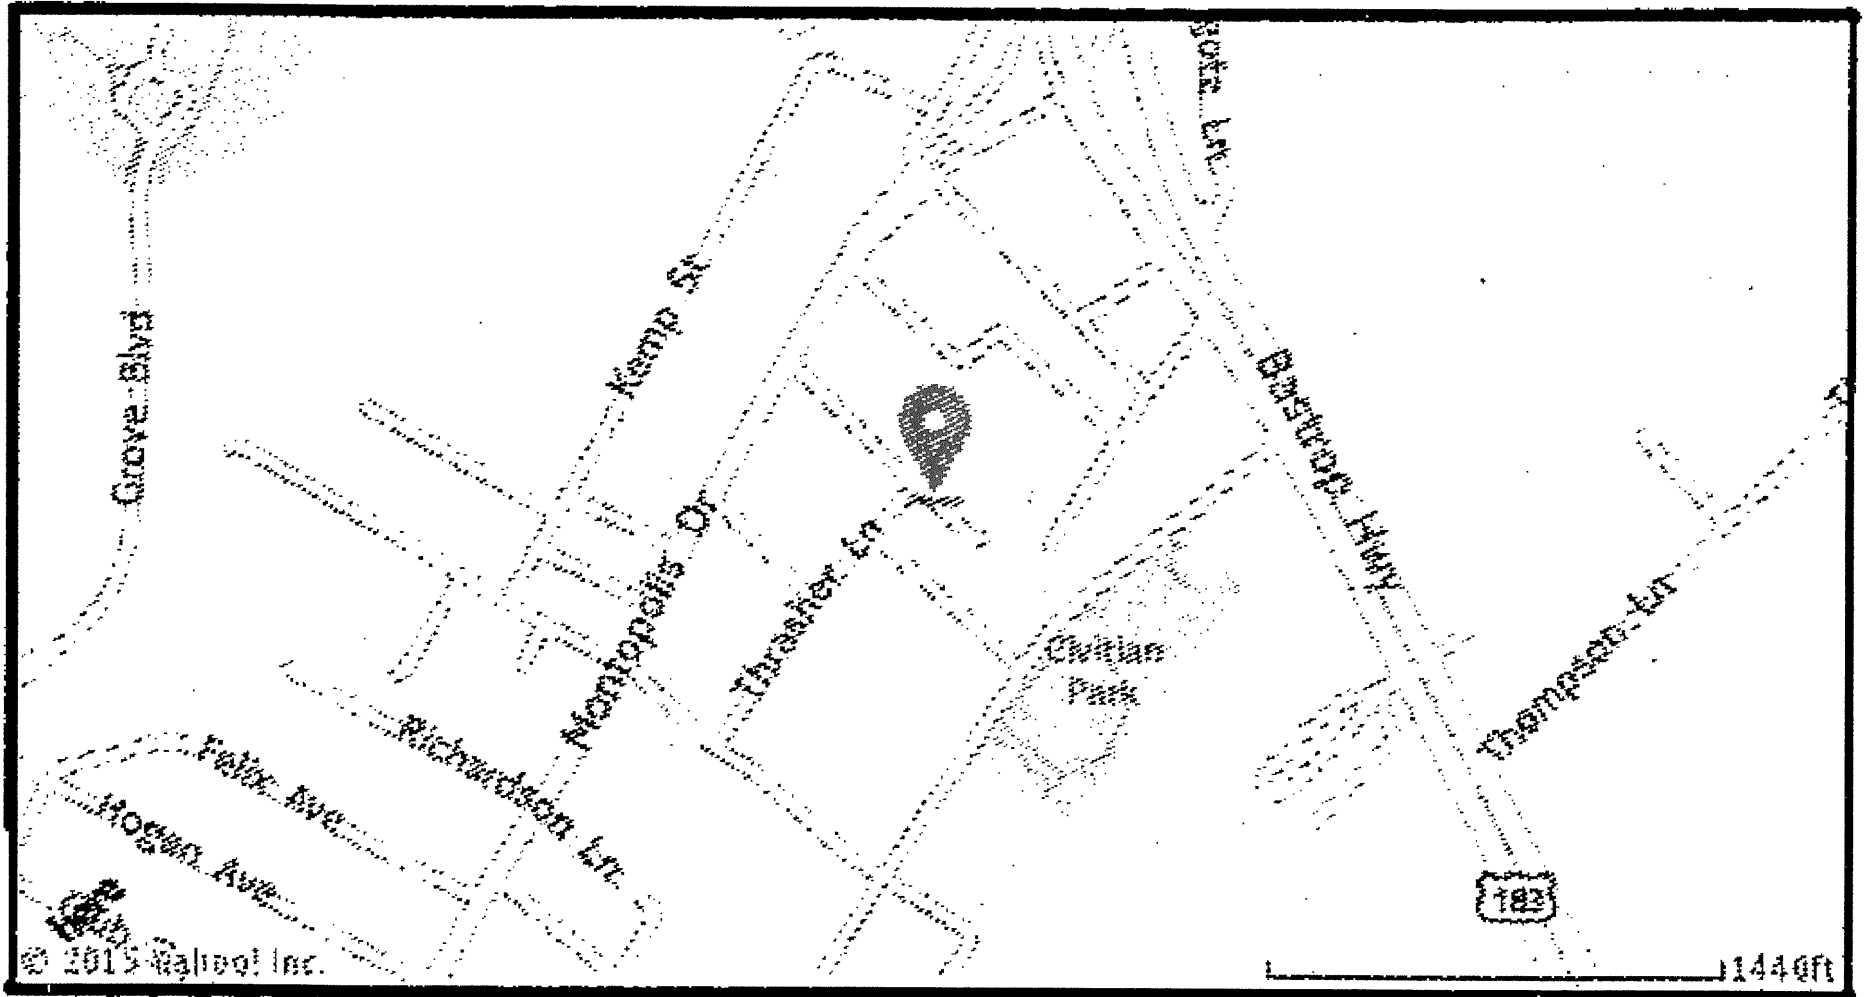 Grove Blvd
Kemp St
Bastrop Hwy
Montopolis Dr
Thrasher Ln
Civitan
Park
Thompson Ln
Richardson Ln
Felix Ave
Hogan Ave
183
© 2015 Yahoo! Inc.
1440ft